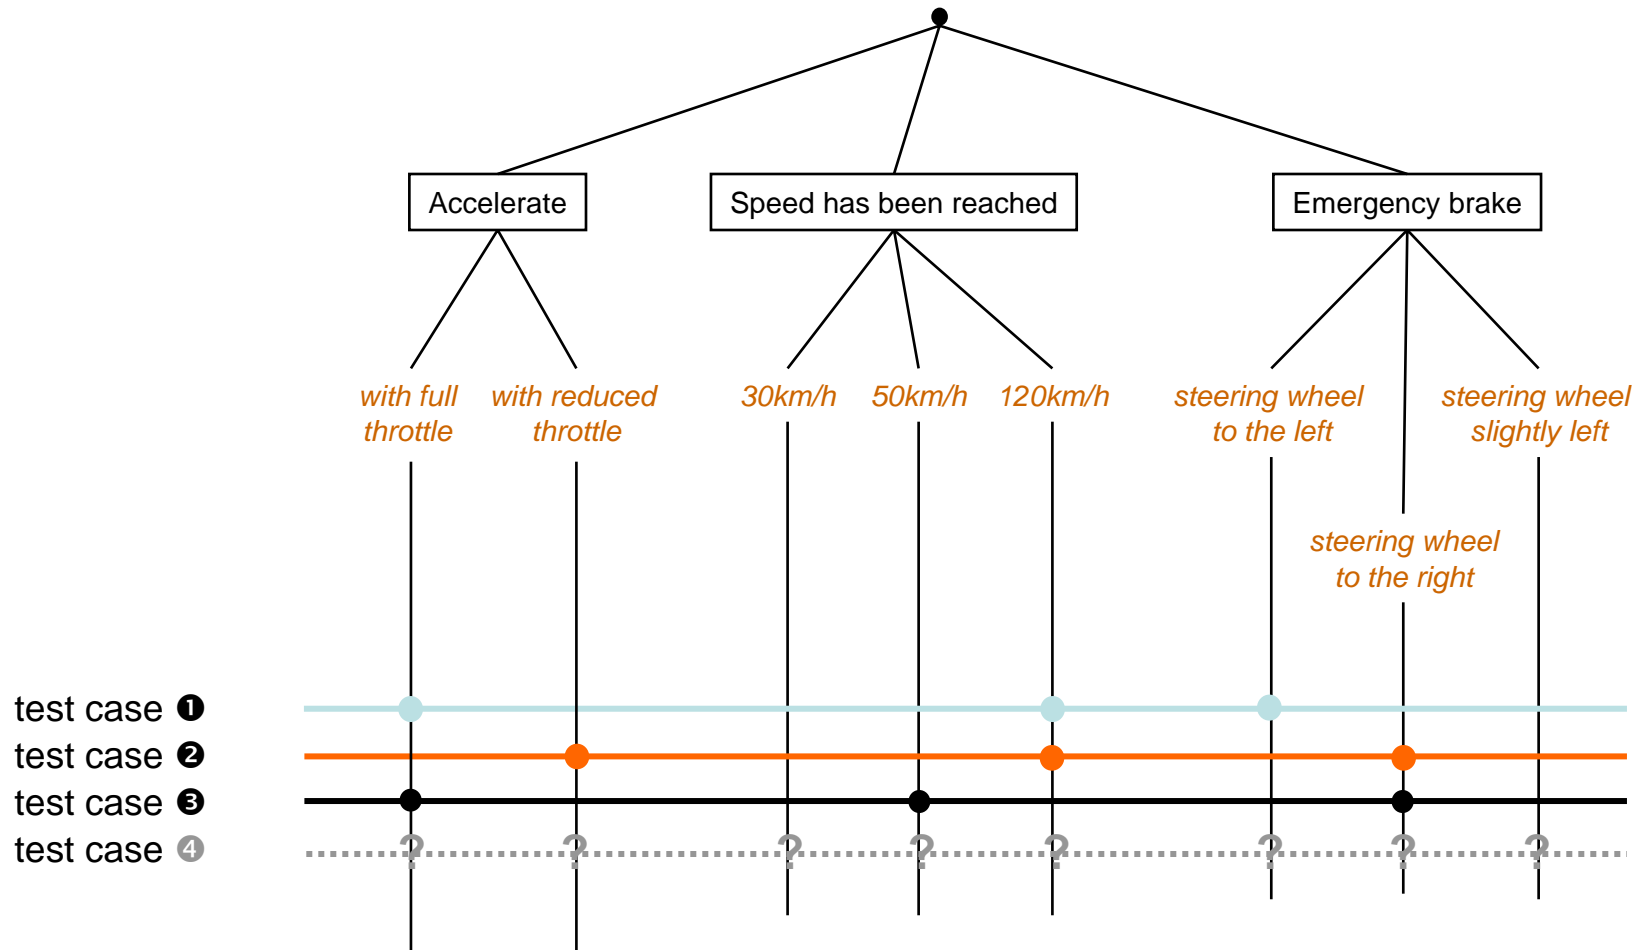 Accelerate
Speed has been reached
Emergency brake
with full
throttle
with reduced
throttle
30km/h
50km/h
120km/h
steering wheel
to the left
steering wheel
slightly left
steering wheel
to the right
test case ❶
test case ❷
test case ❸
test case ❹
? ? ? ? ? ? ? ?